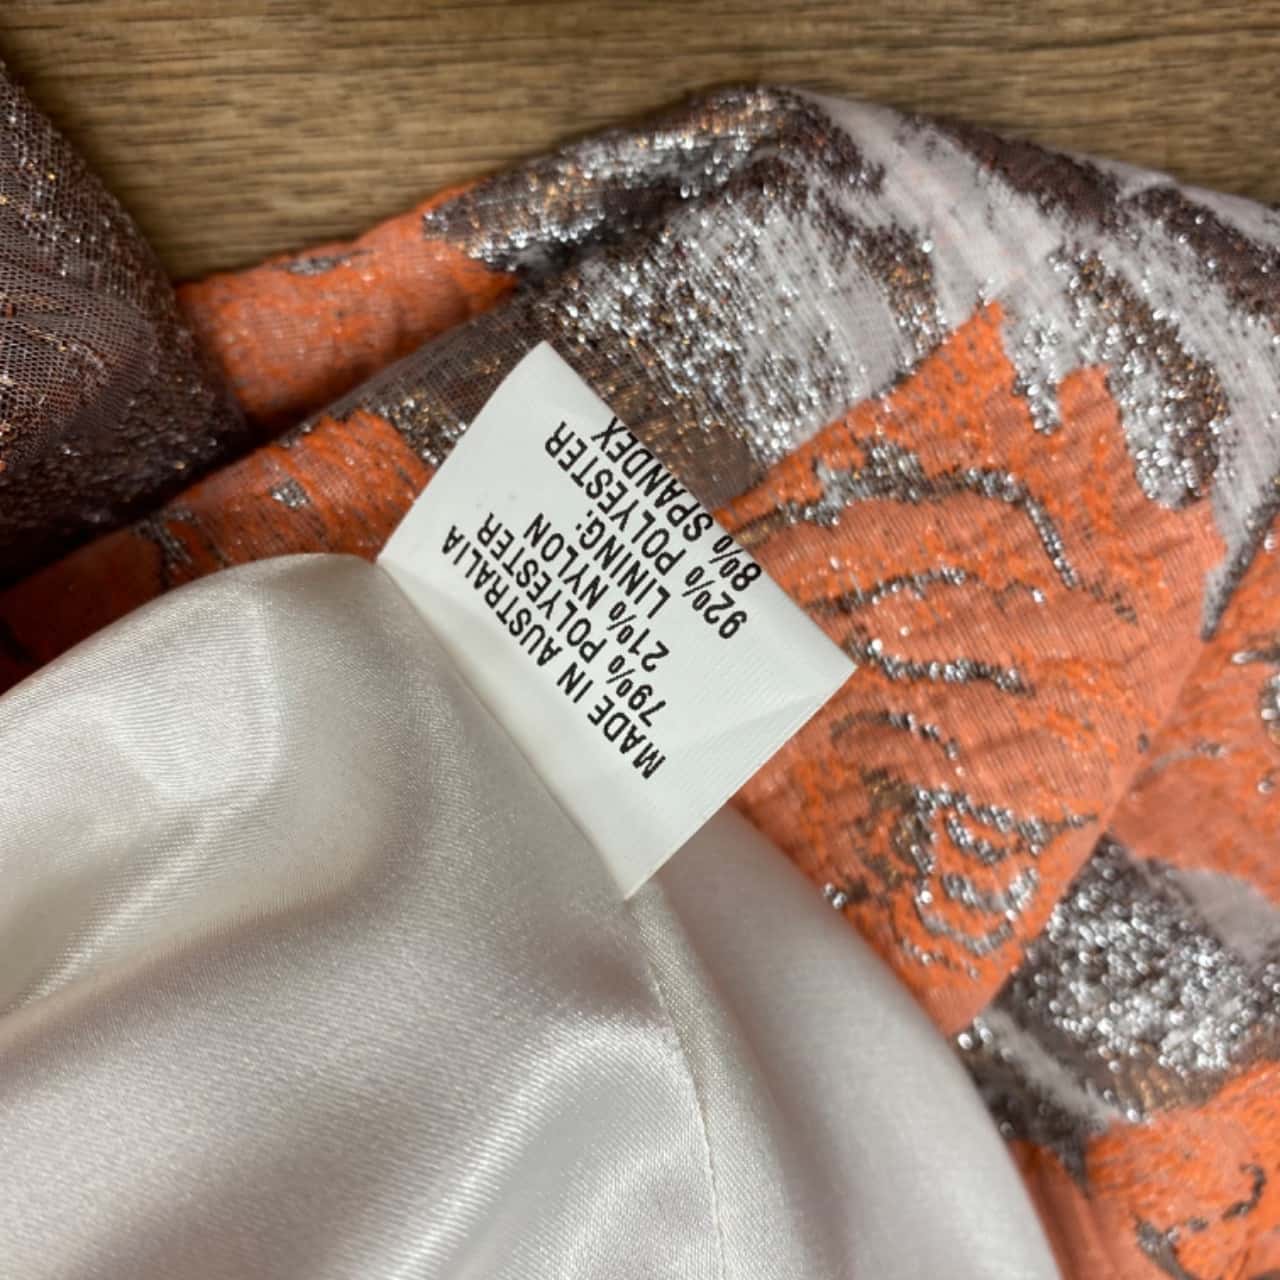 MADE IN AUSTRALIA
79% POLYESTER
21% NYLON
LINING:
92% POLYESTER
8% SPANDEX